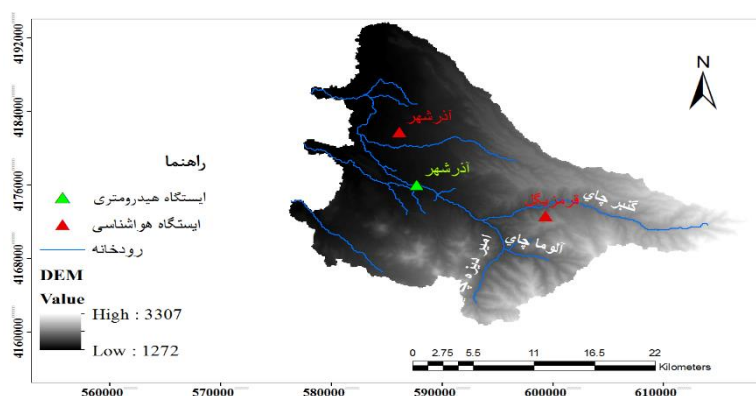 4192000
4184000
4176000
4168000
4160000
N
آذرشهر
آذرشهر
قرمزیگل
گنبر چاي
آلوما چاي
راهنما
ایستگاه هیدرومتری
ایستگاه هواشناسی
رودخانه
DEM
Value
High : 3307
Low : 1272
0 2.75 5.5 11 16.5 22
Kilometers
560000 570000 580000 590000 600000 610000